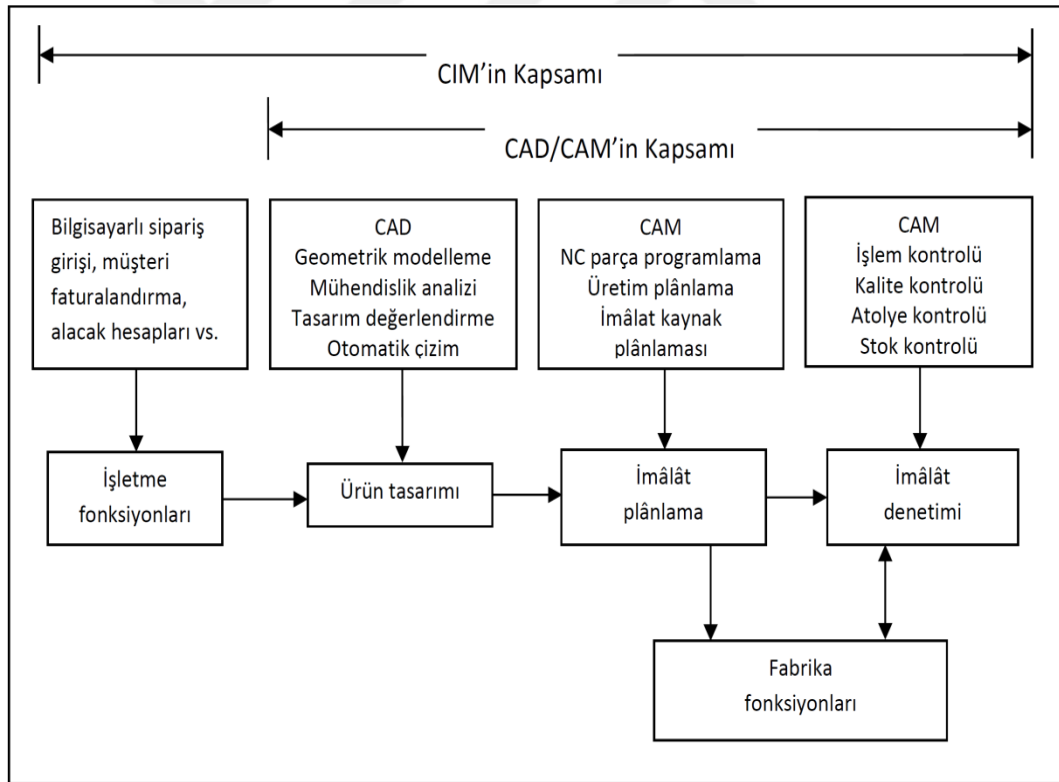 CIM’in Kapsamı
CAD/CAM’in Kapsamı
Bilgisayarlı sipariş
girişi, müşteri
faturalandırma,
alacak hesapları vs.
CAD
Geometrik modelleme
Mühendislik analizi
Tasarım değerlendirme
Otomatik çizim
CAM
NC parça programlama
Üretim plânlama
İmâlat kaynak
plânlaması
CAM
İşlem kontrolü
Kalite kontrolü
Atolye kontrolü
Stok kontrolü
İşletme
fonksiyonları
Ürün tasarımı
İmâlât
plânlama
İmâlât
denetimi
Fabrika
fonksiyonları